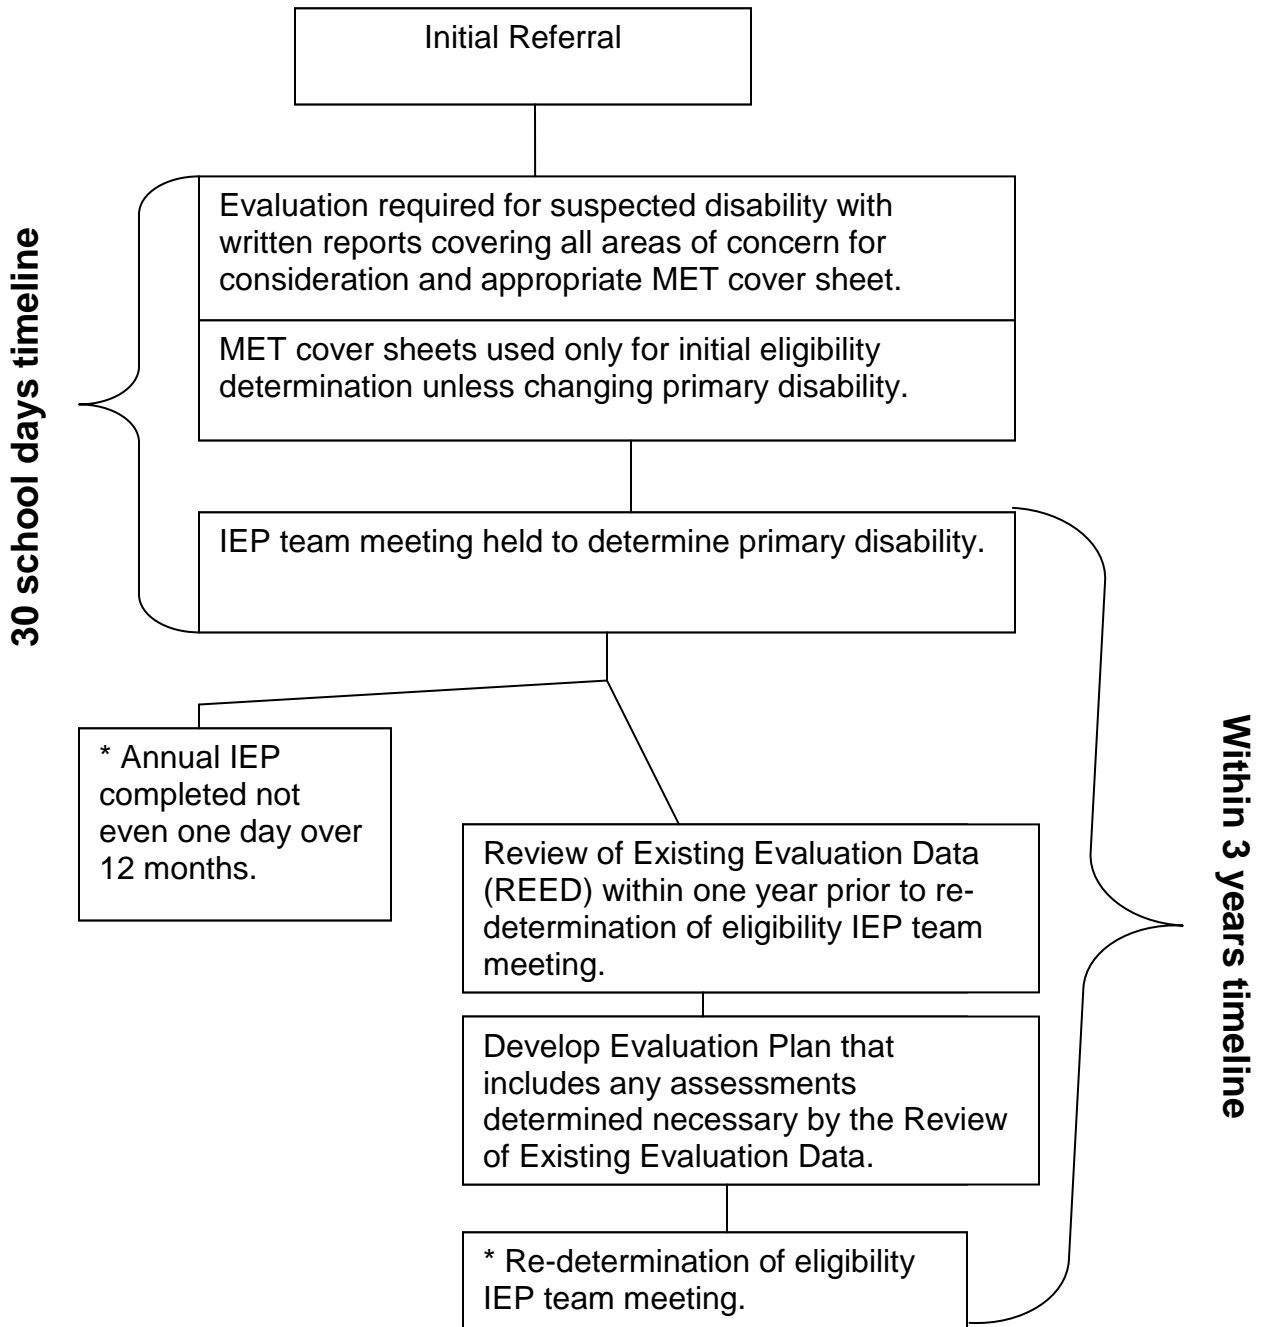 Initial Referral
30 school days timeline
Evaluation required for suspected disability with
written reports covering all areas of concern for
consideration and appropriate MET cover sheet.
MET cover sheets used only for initial eligibility
determination unless changing primary disability.
IEP team meeting held to determine primary disability.
Within 3 years timeline
* Annual IEP
completed not
even one day over
12 months.
Review of Existing Evaluation Data
(REED) within one year prior to re-
determination of eligibility IEP team
meeting.
Develop Evaluation Plan that
includes any assessments
determined necessary by the Review
of Existing Evaluation Data.
* Re-determination of eligibility
IEP team meeting.